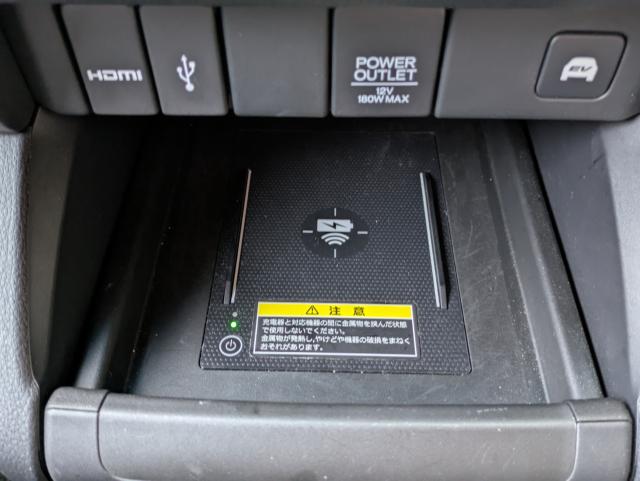 HDMI
POWER
OUTLET
12V
180W MAX
EV
注 意
充電器と対応機器の間に金属物を挟んだ状態
で使用しないでください。
金属物が発熱し、やけどや機器の破損をまねく
おそれがあります。